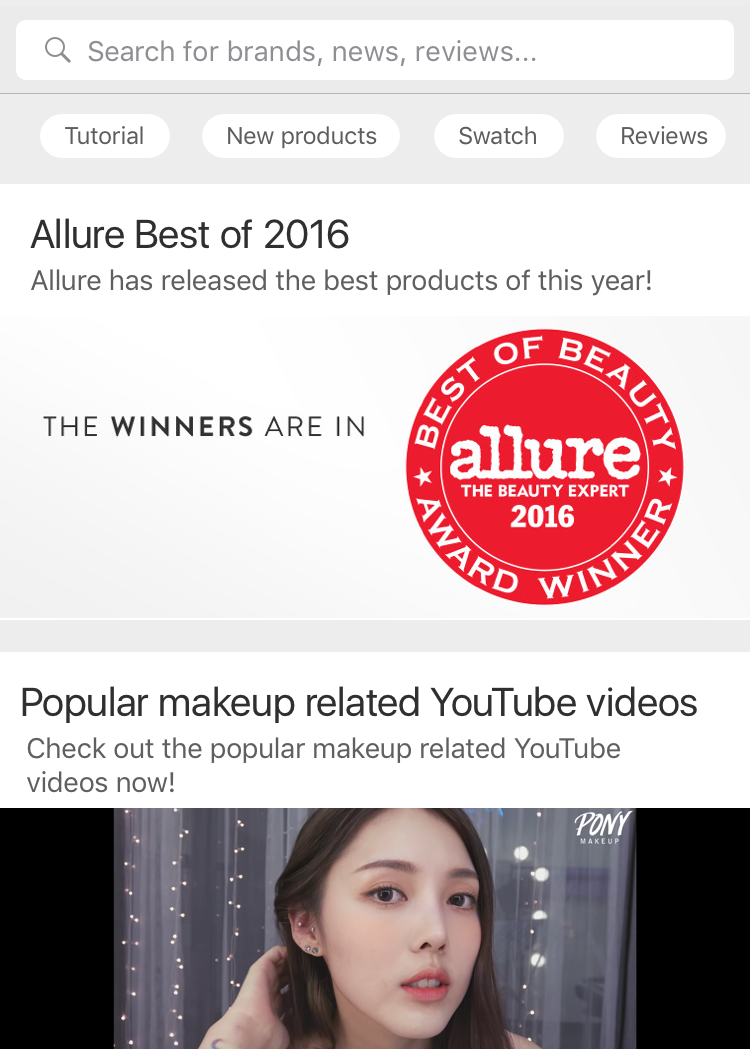 Search for brands, news, reviews...
Tutorial
New products
Swatch
Reviews
Allure Best of 2016
Allure has released the best products of this year!
THE WINNERS ARE IN
BEST OF BEAUTY
allure
THE BEAUTY EXPERT
2016
AWARD WINNER
Popular makeup related YouTube videos
Check out the popular makeup related YouTube
videos now!
PONY
MAKEUP